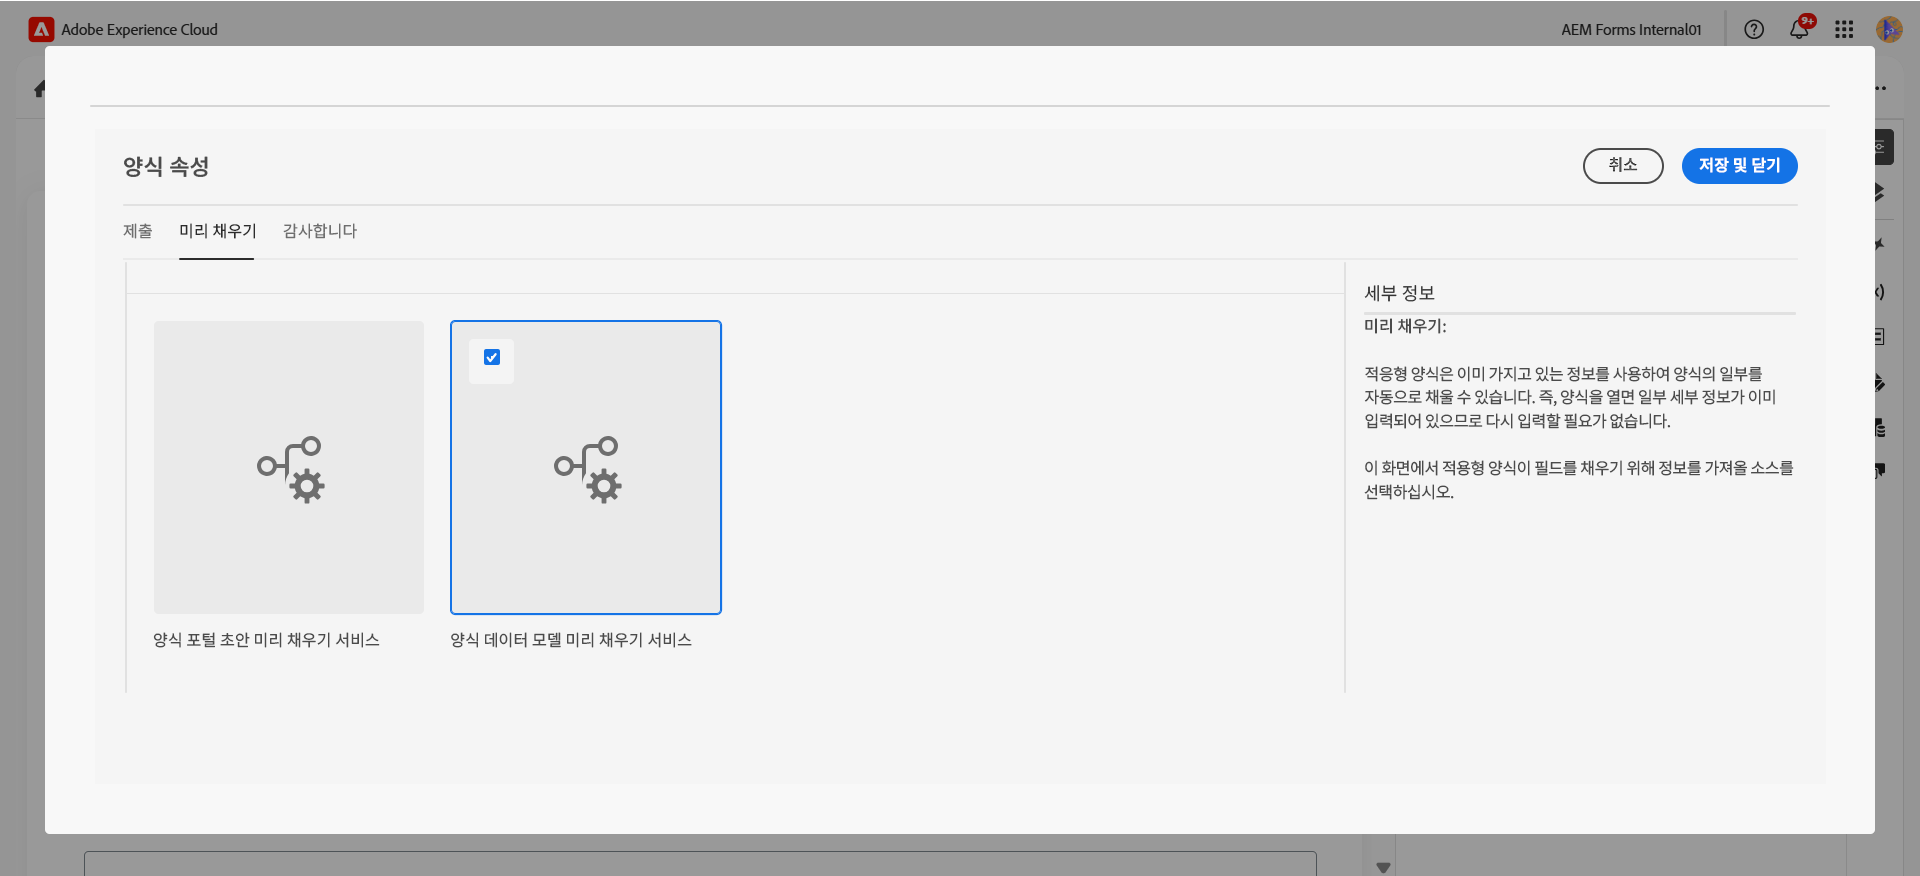 Adobe Experience Cloud
AEM Forms Internal01
9+
양식 속성
취소
저장 및 닫기
제출
미리 채우기
감사합니다
양식 포털 초안 미리 채우기 서비스
양식 데이터 모델 미리 채우기 서비스
세부 정보
미리 채우기:
적응형 양식은 이미 가지고 있는 정보를 사용하여 양식의 일부를
자동으로 채울 수 있습니다. 즉, 양식을 열면 일부 세부 정보가 이미
입력되어 있으므로 다시 입력할 필요가 없습니다.
이 화면에서 적용형 양식이 필드를 채우기 위해 정보를 가져올 소스를
선택하십시오.